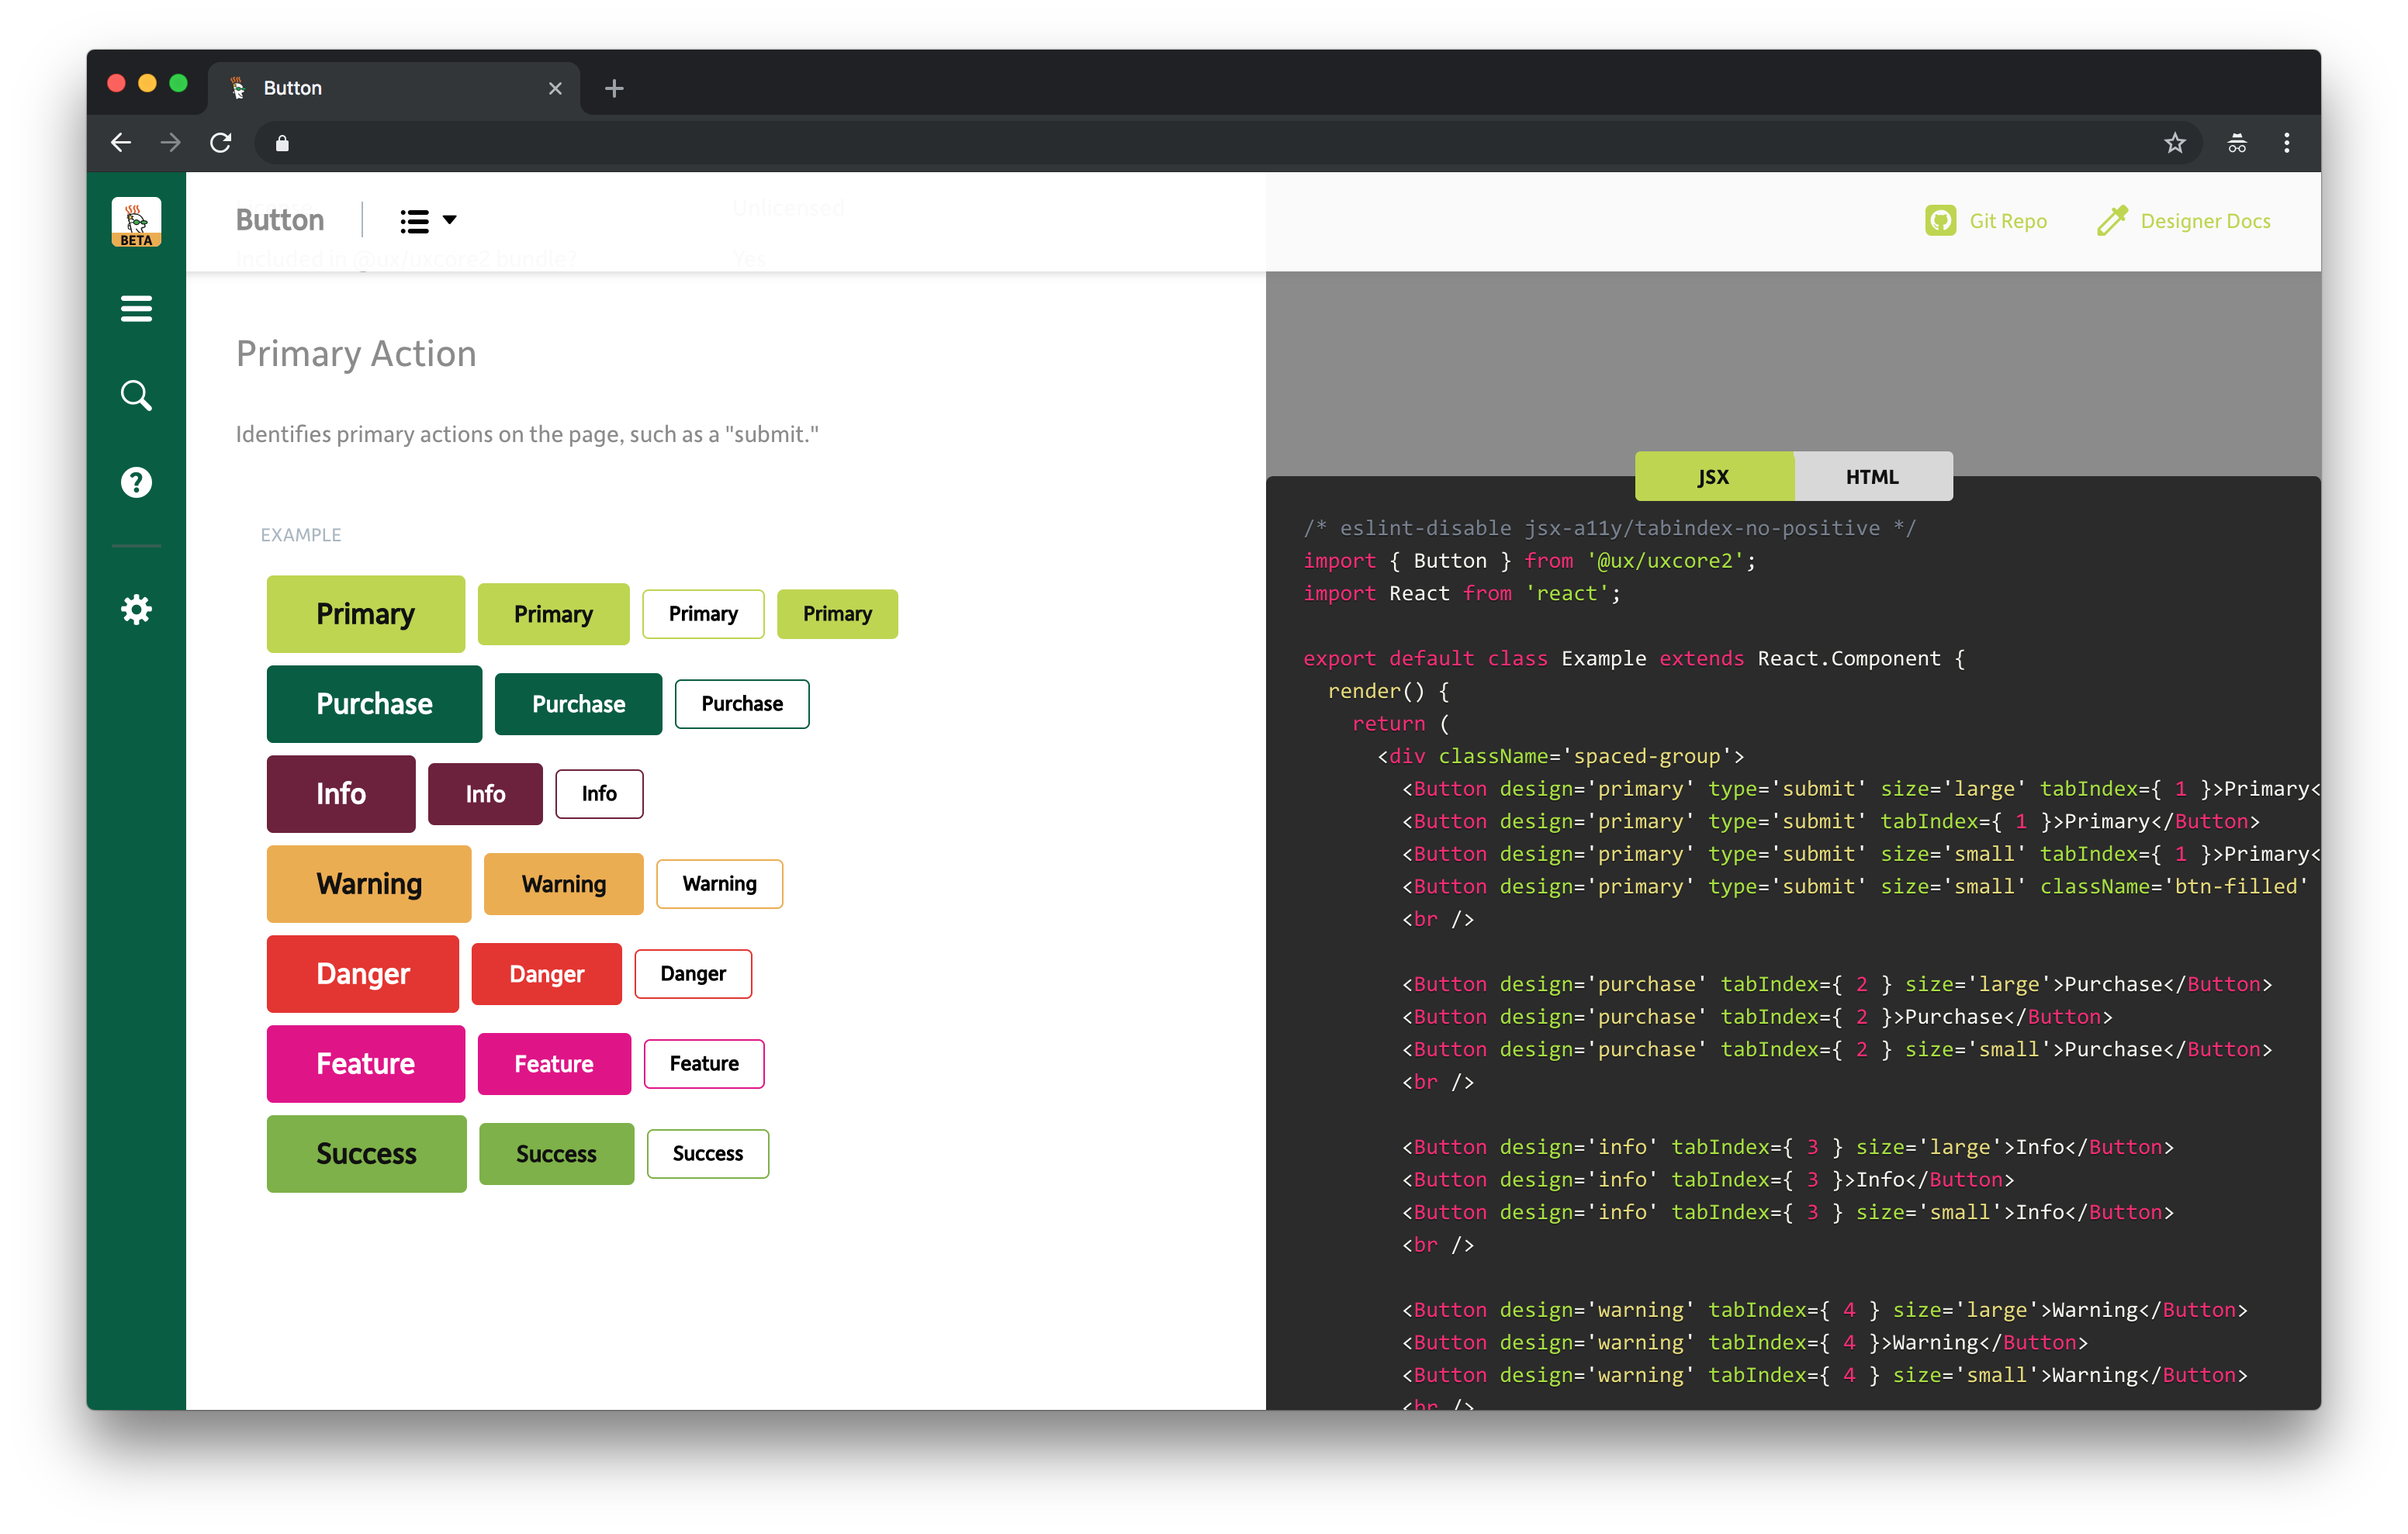 Button
BETA
Button
Unlicensed
Git Repo
Designer Docs
Included in @ux/uxcore2 bundle?
Yes
Primary Action
Identifies primary actions on the page, such as a "submit."
EXAMPLE
Primary Primary Primary Primary
Purchase Purchase Purchase
Info Info Info
Warning Warning Warning
Danger Danger Danger
Feature Feature Feature
Success Success Success
JSX HTML
/* eslint-disable jsx-a11y/tabindex-no-positive */
import { Button } from '@ux/uxcore2';
import React from 'react';
export default class Example extends React.Component {
render() {
return (
<div className='spaced-group'>
<Button design='primary' type='submit' size='large' tabIndex={ 1 }>Primary<
<Button design='primary' type='submit' tabIndex={ 1 }>Primary</Button>
<Button design='primary' type='submit' size='small' tabIndex={ 1 }>Primary<
<Button design='primary' type='submit' size='small' className='btn-filled'
<br />
<Button design='purchase' tabIndex={ 2 } size='large'>Purchase</Button>
<Button design='purchase' tabIndex={ 2 }>Purchase</Button>
<Button design='purchase' tabIndex={ 2 } size='small'>Purchase</Button>
<br />
<Button design='info' tabIndex={ 3 } size='large'>Info</Button>
<Button design='info' tabIndex={ 3 }>Info</Button>
<Button design='info' tabIndex={ 3 } size='small'>Info</Button>
<br />
<Button design='warning' tabIndex={ 4 } size='large'>Warning</Button>
<Button design='warning' tabIndex={ 4 }>Warning</Button>
<Button design='warning' tabIndex={ 4 } size='small'>Warning</Button>
<br />